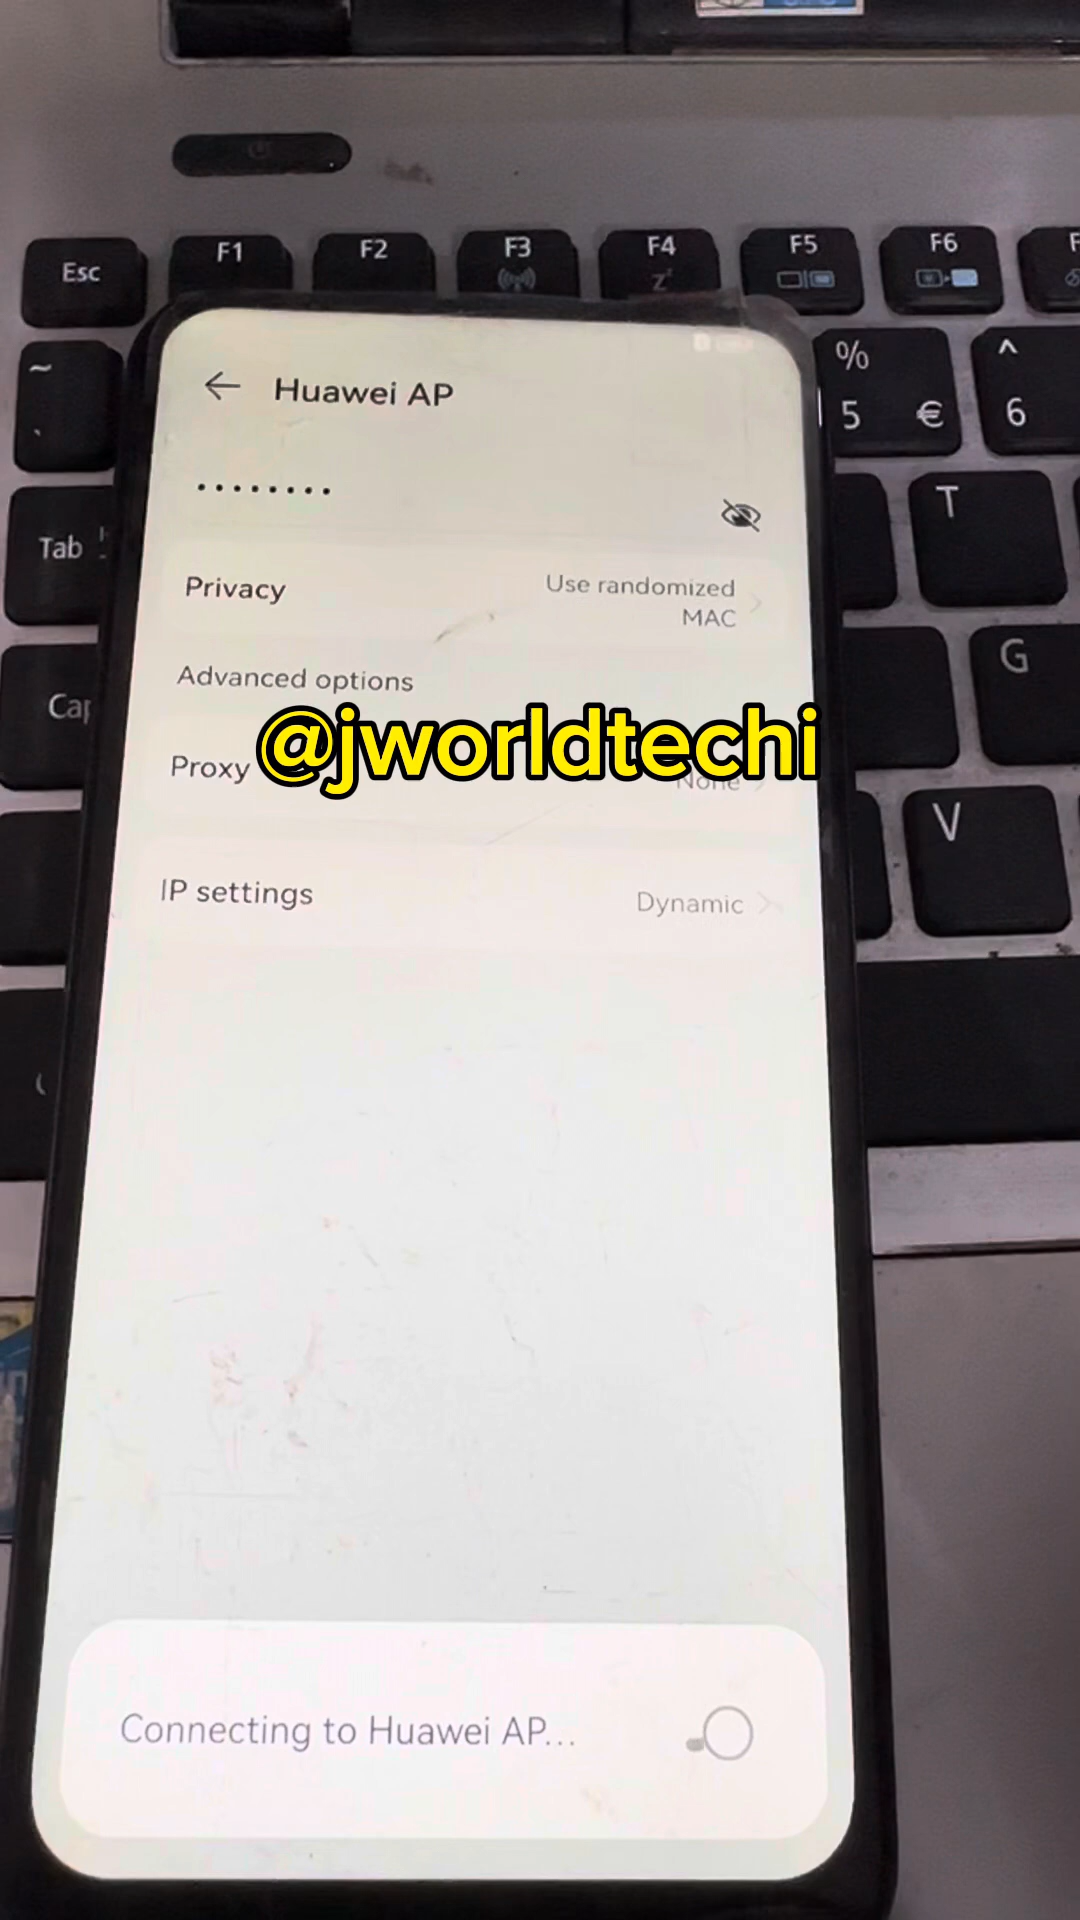 Esc
F1
F2
F3
F4
F5
F6
%
5
€
^
6
~
Tab
T
G
V
Huawei AP
••••••••
Privacy
Use randomized
MAC
Advanced options
@jworldtechi
Proxy
None
IP settings
Dynamic
Connecting to Huawei AP...